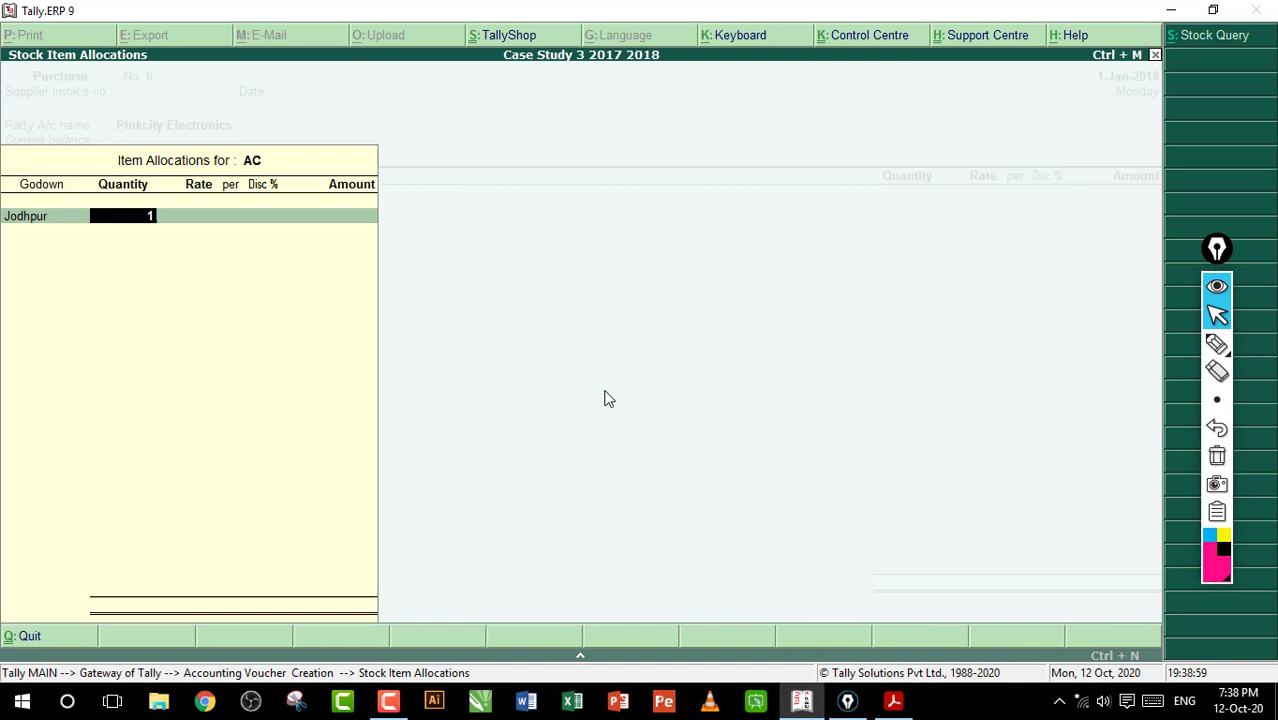 Tally.ERP 9
P: Print E: Export M: E-Mail O: Upload S: TallyShop G: Language K: Keyboard K: Control Centre H: Support Centre H: Help S: Stock Query
Stock Item Allocations Case Study 3 2017 2018 Ctrl + M
Purchase No. 6 1-Jan-2018
Supplier invoice no.: Date : Monday
Party A/c name : Pinkcity Electronics
Current balance :
Item Allocations for : AC
Quantity Rate per Disc % Amount
Godown Quantity Rate per Disc % Amount
Jodhpur 1
Q: Quit
Ctrl + N
Tally MAIN --> Gateway of Tally --> Accounting Voucher Creation --> Stock Item Allocations © Tally Solutions Pvt Ltd., 1988-2020 Mon, 12 Oct, 2020 19:38:59
Ai W X Pe P ENG 7:38 PM
12-Oct-20